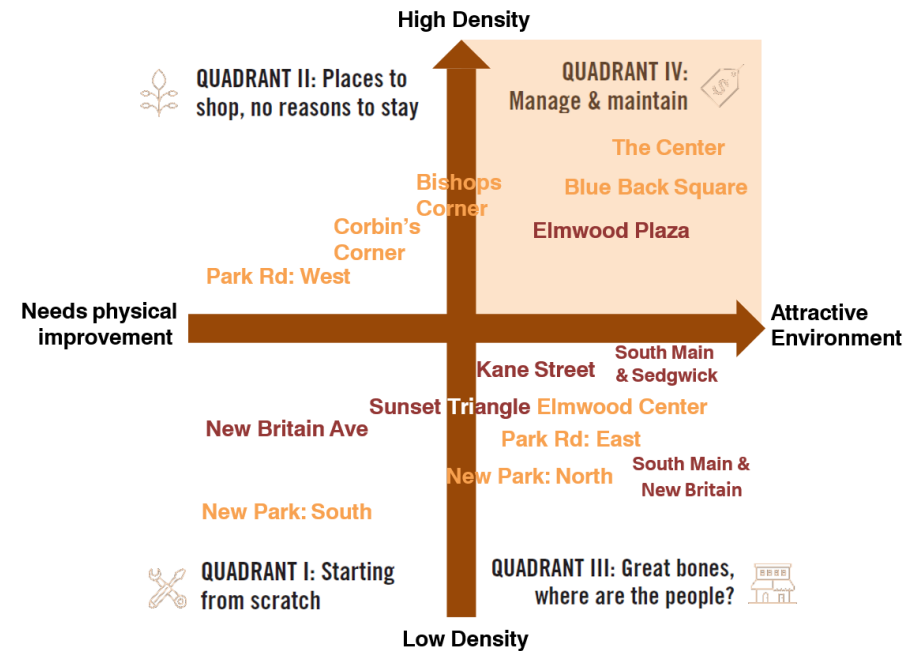 High Density
QUADRANT II: Places to
shop, no reasons to stay
QUADRANT IV:
Manage & maintain
$
The Center
Bishops
Corner
Blue Back Square
Corbin's
Corner
Elmwood Plaza
Park Rd: West
Needs physical
improvement
Attractive
Environment
Kane Street
South Main
& Sedgwick
Sunset Triangle
Elmwood Center
New Britain Ave
Park Rd: East
New Park: North
South Main &
New Britain
New Park: South
QUADRANT I: Starting
from scratch
QUADRANT III: Great bones,
where are the people?
Low Density